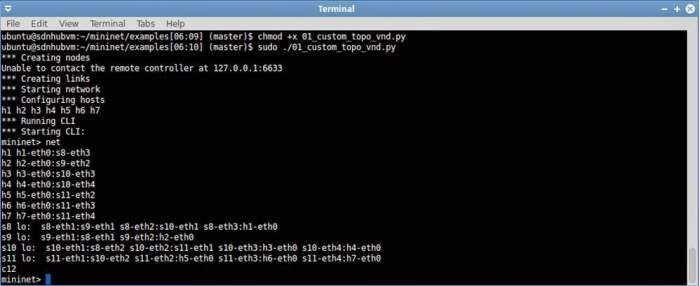 Terminal
File Edit View Terminal Tabs Help
ubuntu@sdnhubvm:~/mininet/examples[06:09] (master)$ chmod +x 01_custom_topo_vnd.py
ubuntu@sdnhubvm:~/mininet/examples[06:10] (master)$ sudo ./01_custom_topo_vnd.py
*** Creating nodes
Unable to contact the remote controller at 127.0.0.1:6633
*** Creating links
*** Starting network
*** Configuring hosts
h1 h2 h3 h4 h5 h6 h7
*** Running CLI
*** Starting CLI:
mininet> net
h1 h1-eth0:s8-eth3
h2 h2-eth0:s9-eth2
h3 h3-eth0:s10-eth3
h4 h4-eth0:s10-eth4
h5 h5-eth0:s11-eth2
h6 h6-eth0:s11-eth3
h7 h7-eth0:s11-eth4
s8 lo:  s8-eth1:s9-eth1 s8-eth2:s10-eth1 s8-eth3:h1-eth0
s9 lo:  s9-eth1:s8-eth1 s9-eth2:h2-eth0
s10 lo:  s10-eth1:s8-eth2 s10-eth2:s11-eth1 s10-eth3:h3-eth0 s10-eth4:h4-eth0
s11 lo:  s11-eth1:s10-eth2 s11-eth2:h5-eth0 s11-eth3:h6-eth0 s11-eth4:h7-eth0
c12
mininet>